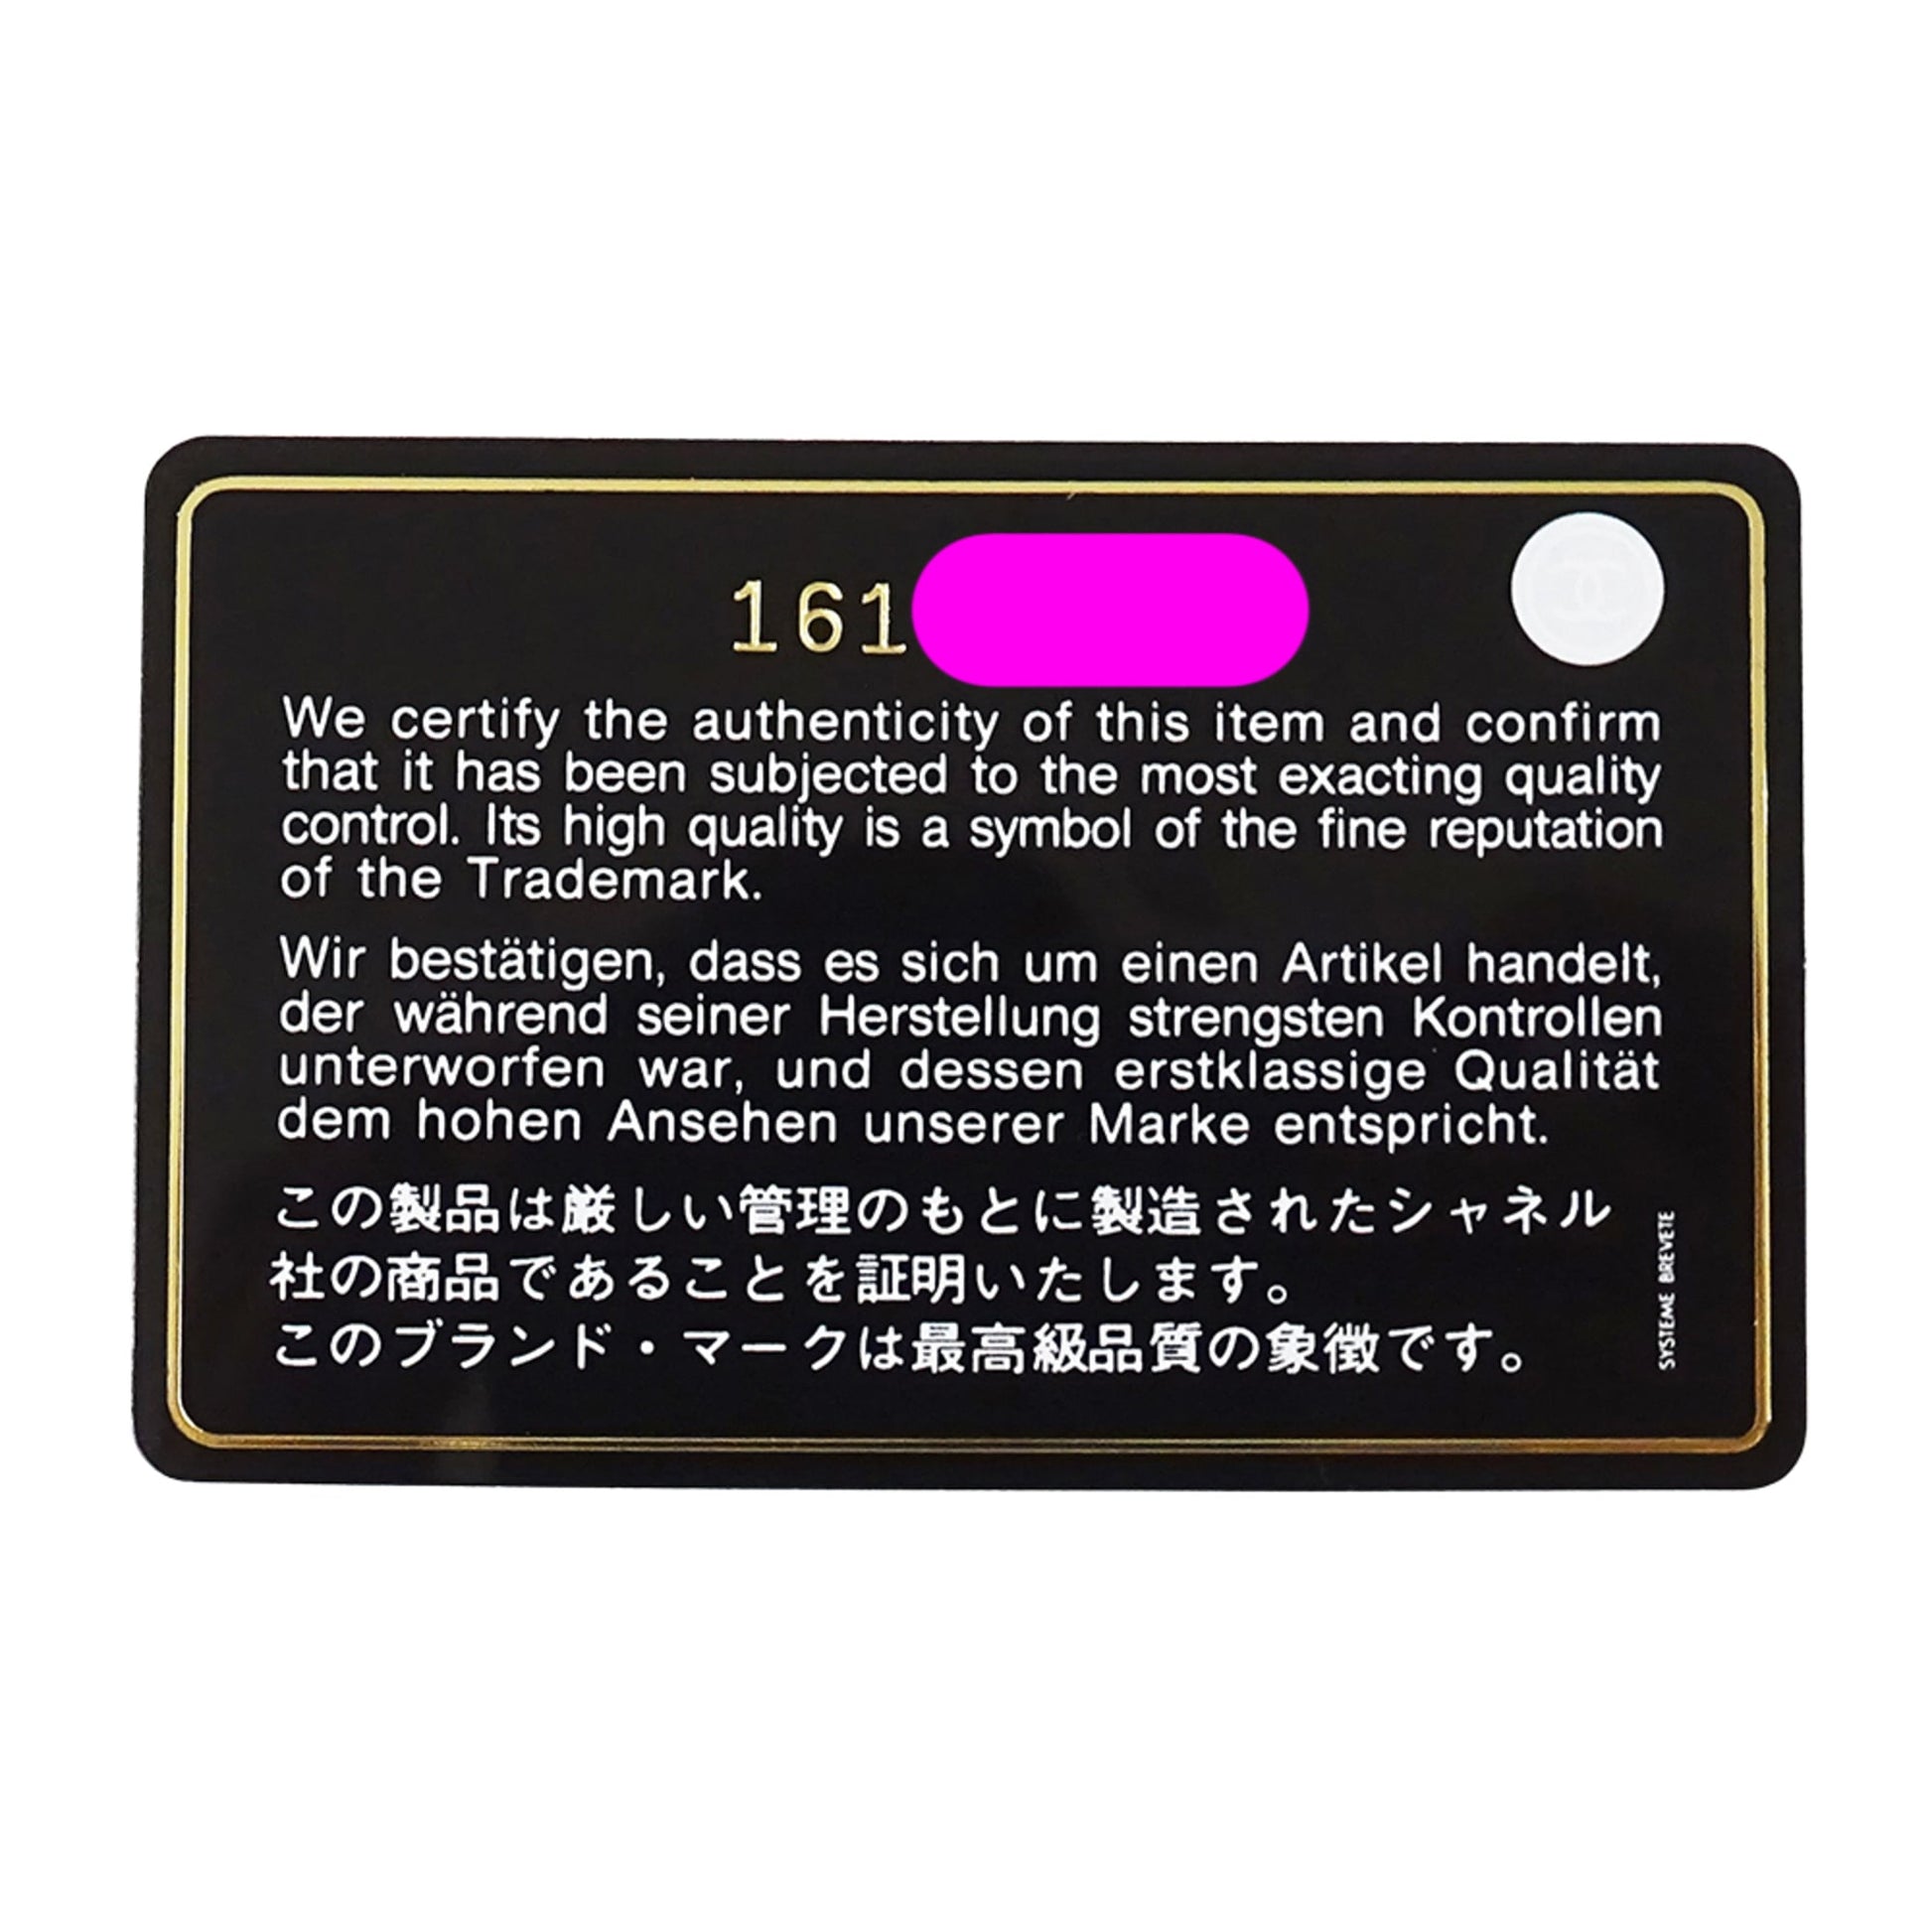 161
We certify the authenticity of this item and confirm
that it has been subjected to the most exacting quality
control. Its high quality is a symbol of the fine reputation
of the Trademark.
Wir bestätigen, dass es sich um einen Artikel handelt,
der während seiner Herstellung strengsten Kontrollen
unterworfen war, und dessen erstklassige Qualität
dem hohen Ansehen unserer Marke entspricht.
この製品は厳しい管理のもとに製造されたシャネル
社の商品であることを証明いたします。
このブランド・マークは最高級品質の象徴です。
SYSTEME BREVETE